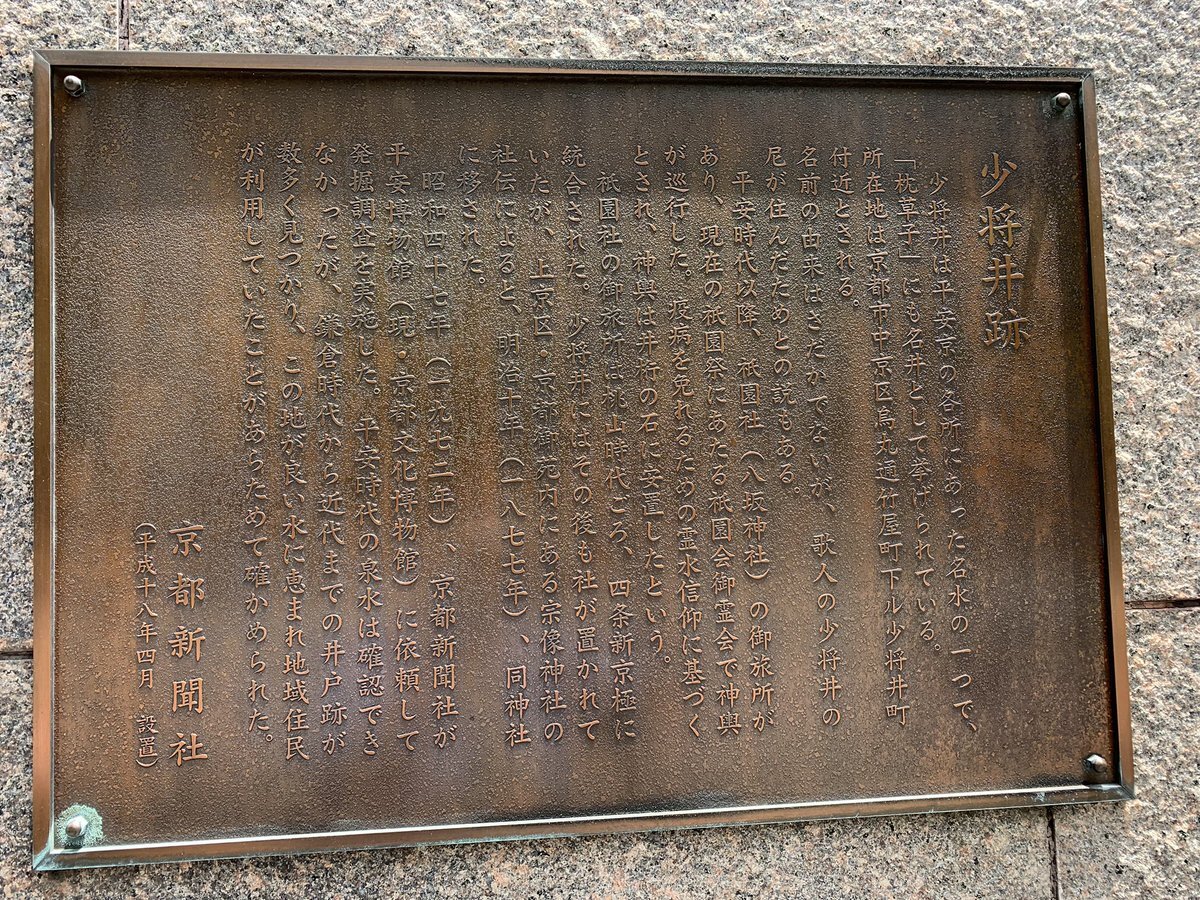 少将井跡
少将井は平安京の各所にあった名水の一つで、
「枕草子」にも名井として挙げられている。
所在地は京都市中京区烏丸通竹屋町下ル少将井町
付近とされる。
名前の由来はさだかでないが、歌人の少将井の
尼が住んだためとの説もある。
平安時代以降、祇園社（八坂神社）の御旅所が
あり、現在の祇園祭にあたる祇園会御霊会で神輿
が巡行した。疫病を免れるための霊水信仰に基づく
とされ、神輿は井桁の石に安置したという。
祇園社の御旅所は桃山時代ごろ、四条新京極に
統合された。少将井にはその後も社が置かれて
いたが、上京区・京都御苑内にある宗像神社の
社伝によると、明治十年（一八七七年）、同神社
に移された。
昭和四十七年（一九七二年）、京都新聞社が
平安博物館（現・京都文化博物館）に依頼して
発掘調査を実施した。平安時代の泉水は確認でき
なかったが、鎌倉時代から近代までの井戸跡が
数多く見つかり、この地が良い水に恵まれ地域住民
が利用していたことがあらためて確かめられた。
京都新聞社
（平成十八年四月・設置）